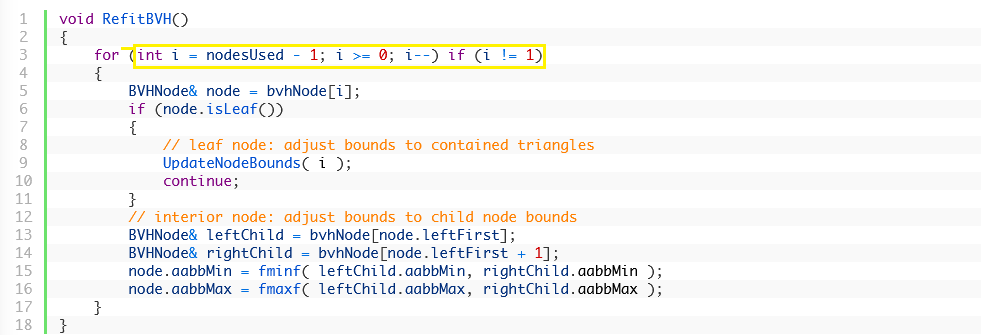 1 void RefitBVH()
2 {
3 for (int i = nodesUsed - 1; i >= 0; i--) if (i != 1)
4 {
5 BVHNode& node = bvhNode[i];
6 if (node.isLeaf())
7 {
8 // leaf node: adjust bounds to contained triangles
9 UpdateNodeBounds( i );
10 continue;
11 }
12 // interior node: adjust bounds to child node bounds
13 BVHNode& leftChild = bvhNode[node.leftFirst];
14 BVHNode& rightChild = bvhNode[node.leftFirst + 1];
15 node.aabbMin = fminf( leftChild.aabbMin, rightChild.aabbMin );
16 node.aabbMax = fmaxf( leftChild.aabbMax, rightChild.aabbMax );
17 }
18 }